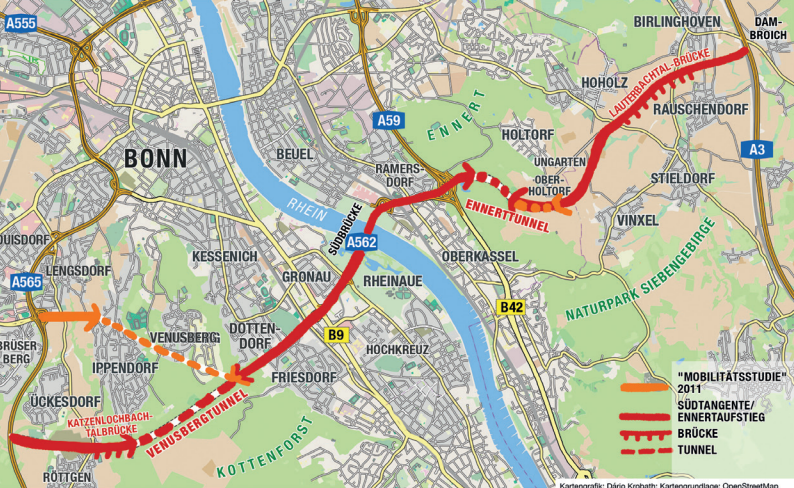 A555
BIRLINGHOVEN
DAM-
BROICH
HOHOLZ
LAUTERBACHTAL-BRÜCKE
RAUSCHENDORF
A59
ENNERT
HOLTORF
A3
BONN
BEUEL
RAMERS-
DORF
UNGARTEN
OBER-
HOLTORF
STIELDORF
ENNERTTUNNEL
RHEIN
SÜDBRÜCKE
A562
VINXEL
UISDORF
LENGSDORF
KESSENICH
OBERKASSEL
A565
GRONAU
RHEINAUE
NATURPARK SIEBENGEBIRGE
B42
VENUSBERG
DOTTEN-
DORF
B9
BRÜSER
BERG
IPPENDORF
HOCHKREUZ
FRIESDORF
ÜCKESDORF
KATZENLOCHBACH-
TALBRÜCKE
VENUSBERGTUNNEL
KOTTENFORST
RÖTTGEN
"MOBILITÄTSSTUDIE"
2011
SÜDTANGENTE/
ENNERTAUFSTIEG
BRÜCKE
TUNNEL
Kartengrafik: Dário Krobath; Kartengrundlage: OpenStreetMap